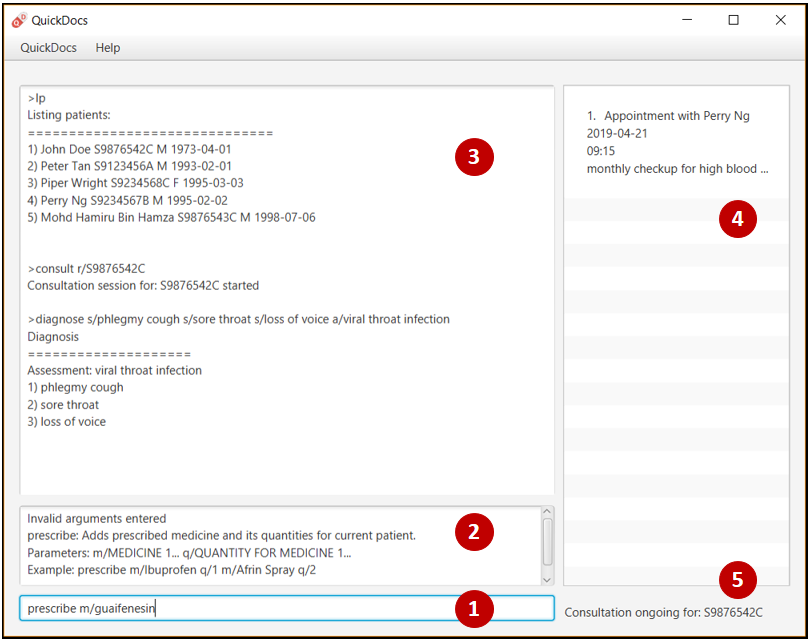 QuickDocs
QuickDocs Help
>lp
Listing patients:
==============================
1) John Doe S9876542C M 1973-04-01
2) Peter Tan S9123456A M 1993-02-01
3) Piper Wright S9234568C F 1995-03-03
4) Perry Ng S9234567B M 1995-02-02
5) Mohd Hamiru Bin Hamza S9876543C M 1998-07-06
>consult r/S9876542C
Consultation session for: S9876542C started
>diagnose s/phlegmy cough s/sore throat s/loss of voice a/viral throat infection
Diagnosis
====================
Assessment: viral throat infection
1) phlegmy cough
2) sore throat
3) loss of voice
3
Invalid arguments entered
prescribe: Adds prescribed medicine and its quantities for current patient.
Parameters: m/MEDICINE 1... q/QUANTITY FOR MEDICINE 1...
Example: prescribe m/Ibuprofen q/1 m/Afrin Spray q/2
2
prescribe m/guaifenesin
1
1. Appointment with Perry Ng
2019-04-21
09:15
monthly checkup for high blood ...
4
5
Consultation ongoing for: S9876542C